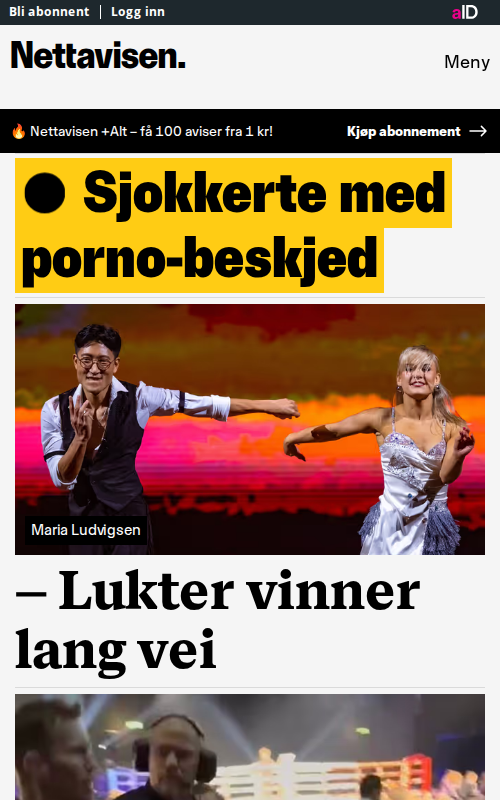 Bli abonnent | Logg inn
aID
Nettavisen.
Meny
🔥 Nettavisen +Alt – få 100 aviser fra 1 kr!
Kjøp abonnement →
● Sjokkerte med
porno-beskjed
Maria Ludvigsen
– Lukter vinner
lang vei